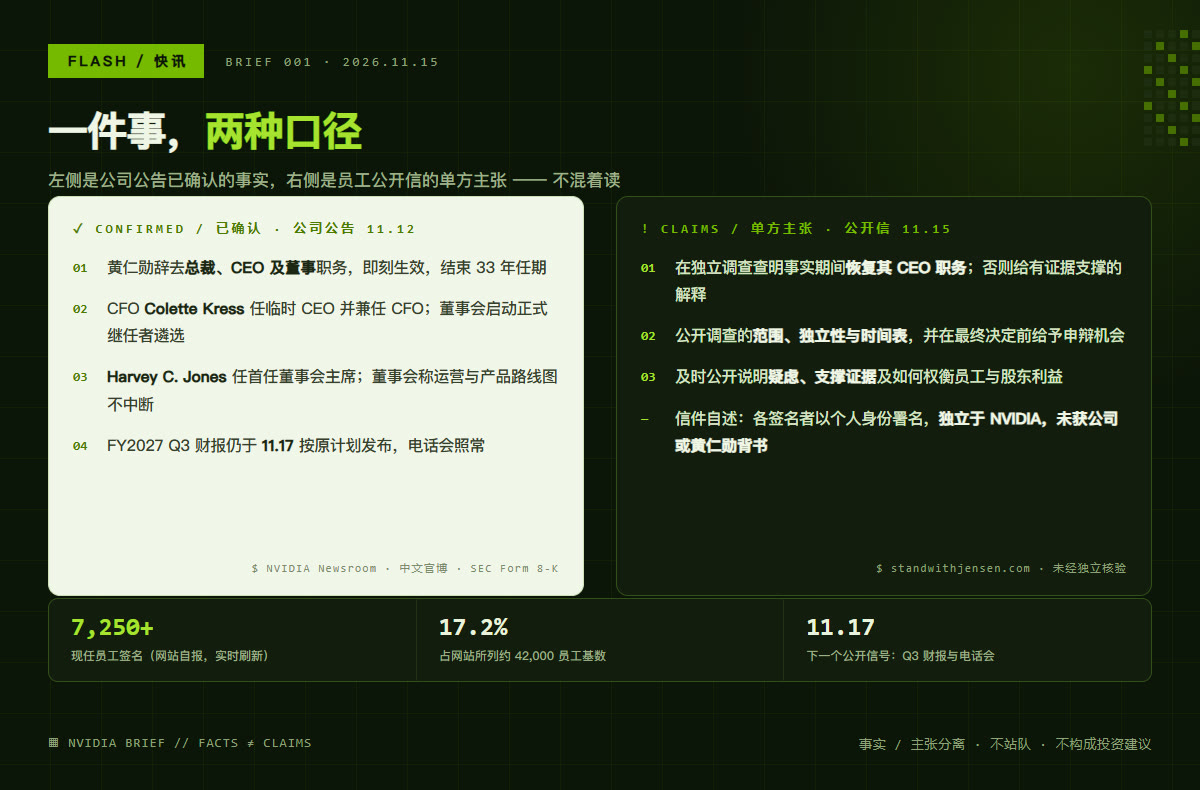 FLASH / 快讯
BRIEF 001 · 2026.11.15
一件事，两种口径
左侧是公司公告已确认的事实，右侧是员工公开信的单方主张 —— 不混着读
✓ CONFIRMED / 已确认 · 公司公告 11.12
01 黄仁勋辞去总裁、CEO 及董事职务，即刻生效，结束 33 年任期
02 CFO Colette Kress 任临时 CEO 并兼任 CFO；董事会启动正式
继任者遴选
03 Harvey C. Jones 任首任董事会主席；董事会称运营与产品路线图
不中断
04 FY2027 Q3 财报仍于 11.17 按原计划发布，电话会照常
$ NVIDIA Newsroom · 中文官博 · SEC Form 8-K
! CLAIMS / 单方主张 · 公开信 11.15
01 在独立调查查明事实期间恢复其 CEO 职务；否则给有证据支撑的
解释
02 公开调查的范围、独立性与时间表，并在最终决定前给予申辩机会
03 及时公开说明疑虑、支撑证据及如何权衡员工与股东利益
— 信件自述：各签名者以个人身份署名，独立于 NVIDIA，未获公司
或黄仁勋背书
$ standwithjensen.com · 未经独立核验
7,250+
现任员工签名（网站自报，实时刷新）
17.2%
占网站所列约 42,000 员工基数
11.17
下一个公开信号：Q3 财报与电话会
▦ NVIDIA BRIEF // FACTS ≠ CLAIMS
事实 / 主张分离 · 不站队 · 不构成投资建议